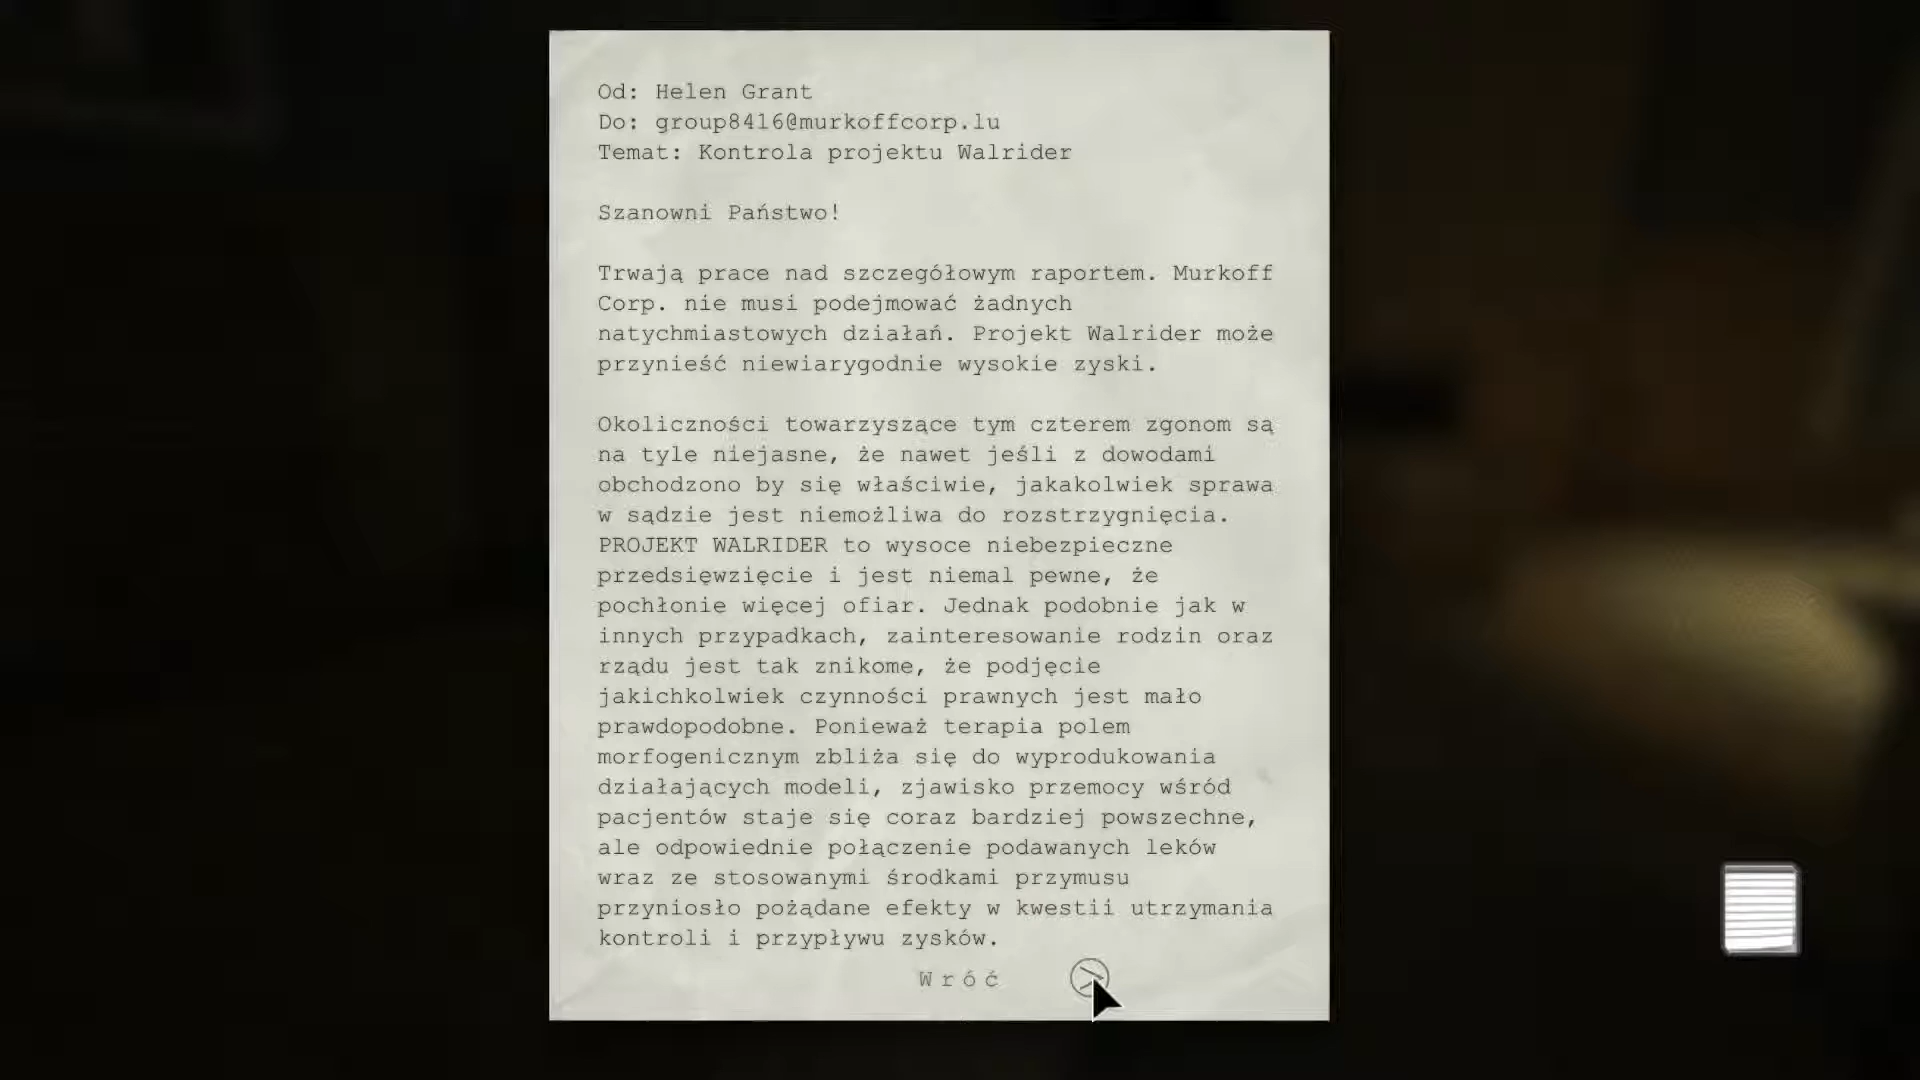 Od: Helen Grant
Do: group8416@murkoffcorp.lu
Temat: Kontrola projektu Walrider
Szanowni Państwo!
Trwają prace nad szczegółowym raportem. Murkoff
Corp. nie musi podejmować żadnych
natychmiastowych działań. Projekt Walrider może
przynieść niewiarygodnie wysokie zyski.
Okoliczności towarzyszące tym czterem zgonom są
na tyle niejasne, że nawet jeśli z dowodami
obchodzono by się właściwie, jakakolwiek sprawa
w sądzie jest niemożliwa do rozstrzygnięcia.
PROJEKT WALRIDER to wysoce niebezpieczne
przedsięwzięcie i jest niemal pewne, że
pochłonie więcej ofiar. Jednak podobnie jak w
innych przypadkach, zainteresowanie rodzin oraz
rządu jest tak znikome, że podjęcie
jakichkolwiek czynności prawnych jest mało
prawdopodobne. Ponieważ terapia polem
morfogenicznym zbliża się do wyprodukowania
działających modeli, zjawisko przemocy wśród
pacjentów staje się coraz bardziej powszechne,
ale odpowiednie połączenie podawanych leków
wraz ze stosowanymi środkami przymusu
przyniosło pożądane efekty w kwestii utrzymania
kontroli i przypływu zysków.
Wróć